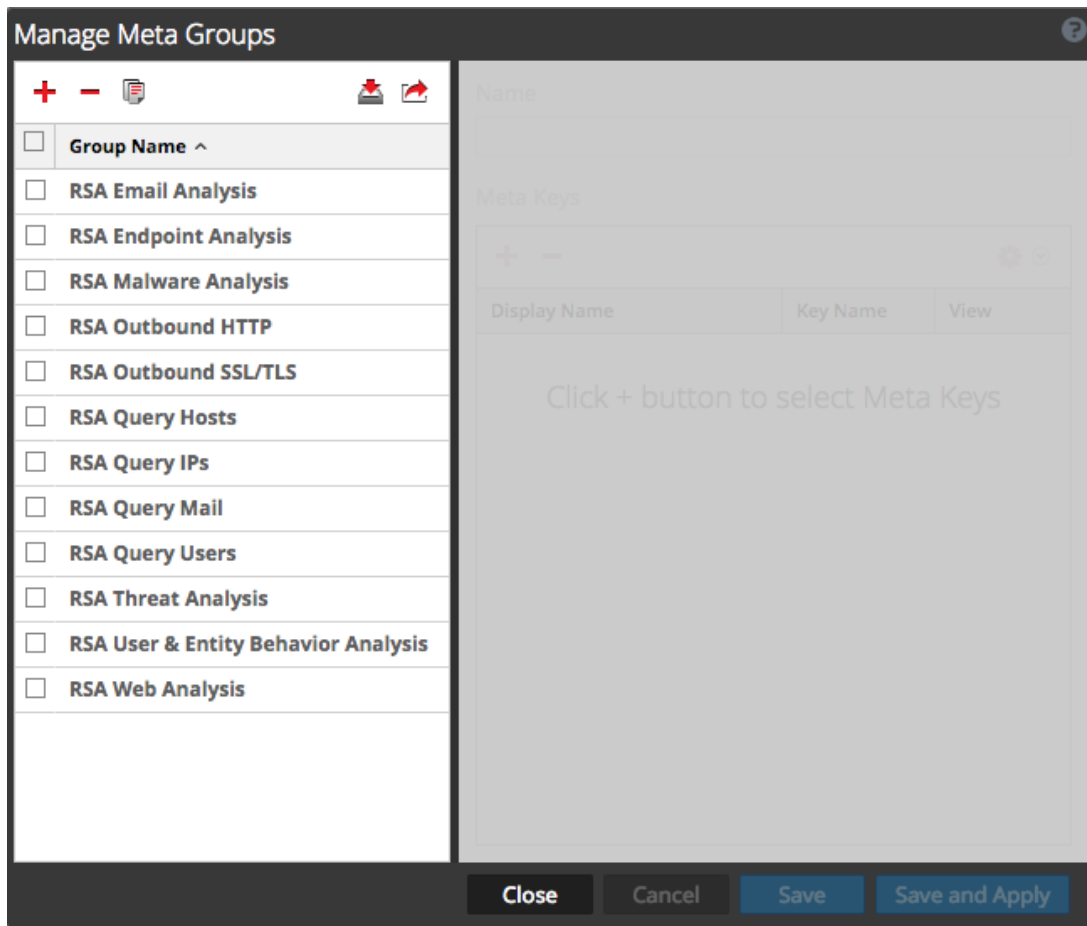 Manage Meta Groups
Name
Group Name
RSA Email Analysis
Meta Keys
RSA Endpoint Analysis
RSA Malware Analysis
Display Name Key Name View
RSA Outbound HTTP
RSA Outbound SSL/TLS
Click + button to select Meta Keys
RSA Query Hosts
RSA Query IPs
RSA Query Mail
RSA Query Users
RSA Threat Analysis
RSA User & Entity Behavior Analysis
RSA Web Analysis
Close Cancel Save Save and Apply